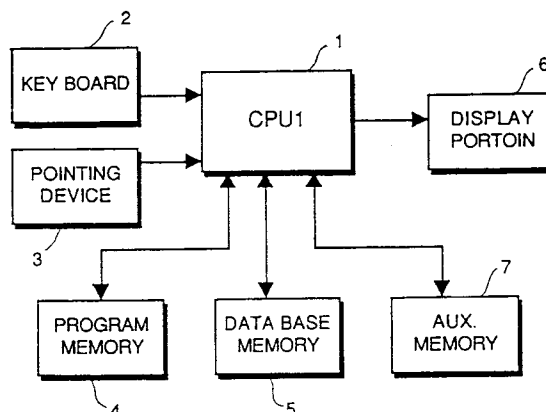 2
1
6
KEY BOARD
CPU1
DISPLAY
PORTOIN
POINTING
DEVICE
3
7
PROGRAM
MEMORY
DATA BASE
MEMORY
AUX.
MEMORY
4
5